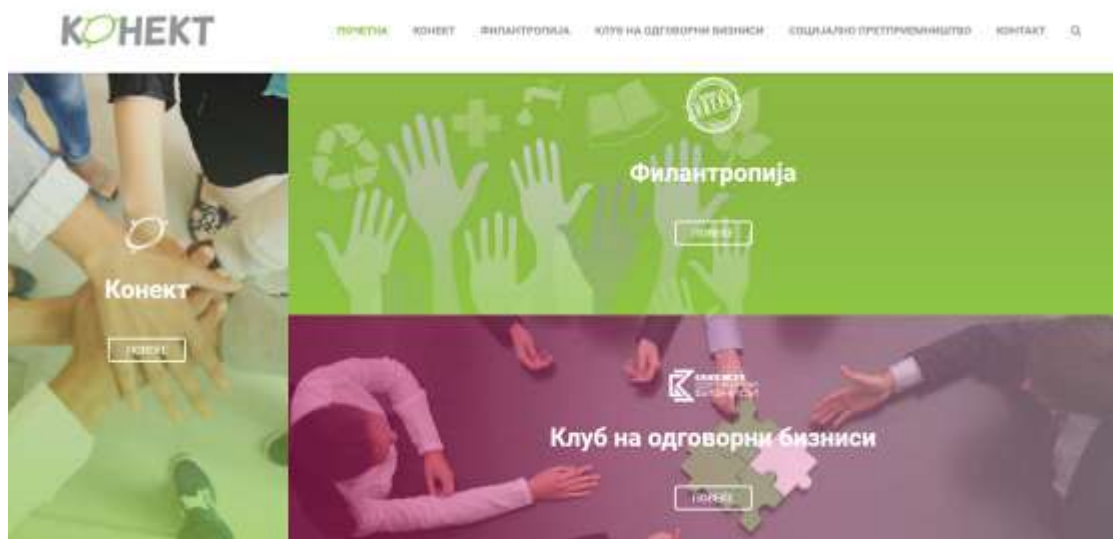 КОНЕКТ
ПОЧЕТНА КОНЕКТ ФИЛАНТРОПИЈА КЛУБ НА ОДГОВОРНИ БИЗНИСИ СОЦИЈАЛНО ПРЕТПРИЕМНИШТВО КОНТАКТ
Филантропија
ПОВЕЌЕ
Конект
ПОВЕЌЕ
Клуб на одговорни бизниси
ПОВЕЌЕ